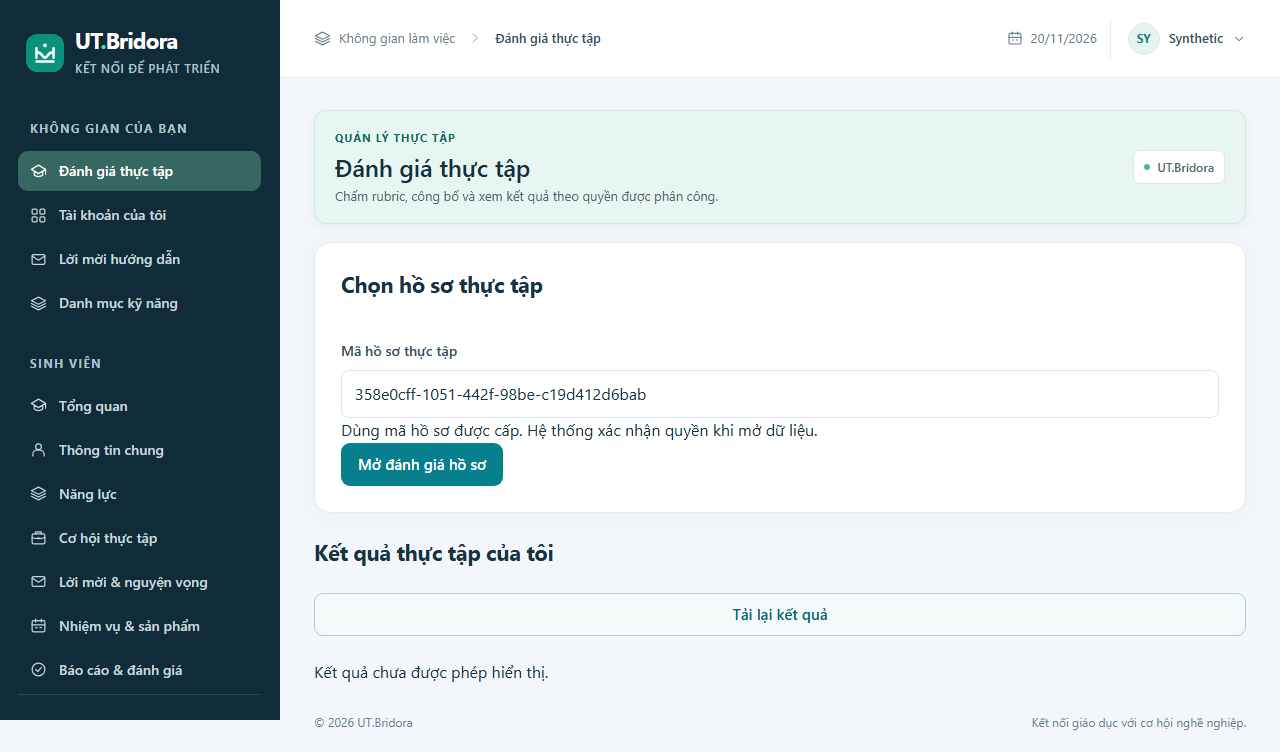 UT.Bridora
KẾT NỐI ĐỂ PHÁT TRIỂN
KHÔNG GIAN CỦA BẠN
Đánh giá thực tập
Tài khoản của tôi
Lời mời hướng dẫn
Danh mục kỹ năng
SINH VIÊN
Tổng quan
Thông tin chung
Năng lực
Cơ hội thực tập
Lời mời & nguyện vọng
Nhiệm vụ & sản phẩm
Báo cáo & đánh giá
Không gian làm việc
Đánh giá thực tập
20/11/2026
SY
Synthetic
QUẢN LÝ THỰC TẬP
Đánh giá thực tập
Chấm rubric, công bố và xem kết quả theo quyền được phân công.
UT.Bridora
Chọn hồ sơ thực tập
Mã hồ sơ thực tập
358e0cff-1051-442f-98be-c19d412d6bab
Dùng mã hồ sơ được cấp. Hệ thống xác nhận quyền khi mở dữ liệu.
Mở đánh giá hồ sơ
Kết quả thực tập của tôi
Tải lại kết quả
Kết quả chưa được phép hiển thị.
© 2026 UT.Bridora
Kết nối giáo dục với cơ hội nghề nghiệp.